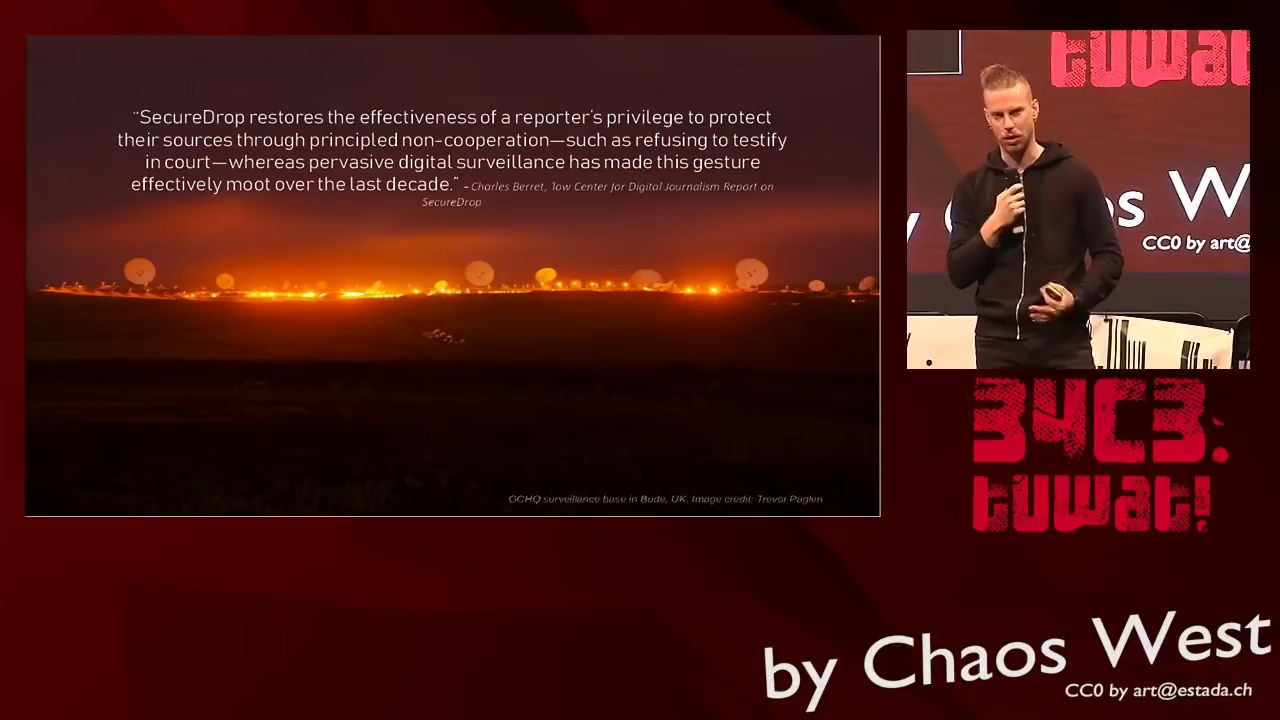 "SecureDrop restores the effectiveness of a reporter's privilege to protect
their sources through principled non-cooperation—such as refusing to testify
in court—whereas pervasive digital surveillance has made this gesture
effectively moot over the last decade." - Charles Berret, Tow Center for Digital Journalism Report on
SecureDrop
GCHQ surveillance base in Bude, UK. Image credit: Trevor Paglen
tuwat
y C os W
CC0 by art@
34C3:
tuwat!
by Chaos West
CC0 by art@estada.ch